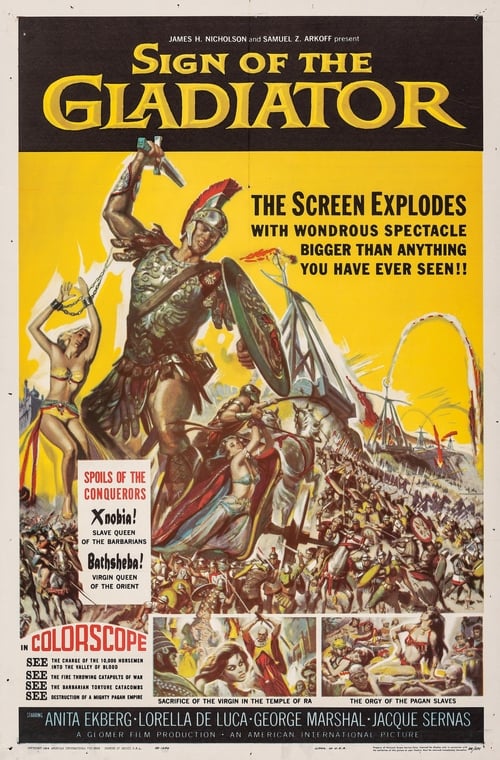 JAMES H. NICHOLSON and SAMUEL Z. ARKOFF present
SIGN OF THE
GLADIATOR
THE SCREEN EXPLODES
WITH WONDROUS SPECTACLE
BIGGER THAN ANYTHING
YOU HAVE EVER SEEN!!
SPOILS OF THE
CONQUERORS
Xnobia!
SLAVE QUEEN
OF THE BARBARIANS
Bathsheba!
VIRGIN QUEEN
OF THE ORIENT
IN COLORSCOPE
SEE THE CHARGE OF THE 10,000 HORSEMEN
INTO THE VALLEY OF BLOOD
SEE THE FIRE THROWING CATAPULTS OF WAR
SEE THE BARBARIAN TORTURE CATACOMBS
SEE DESTRUCTION OF A MIGHTY PAGAN EMPIRE
SACRIFICE OF THE VIRGIN IN THE TEMPLE OF RA
THE ORGY OF THE PAGAN SLAVES
STARRING ANITA EKBERG · LORELLA DE LUCA · GEORGE MARSHAL · JACQUE SERNAS
A GLOMER FILM PRODUCTION · AN AMERICAN INTERNATIONAL PICTURE